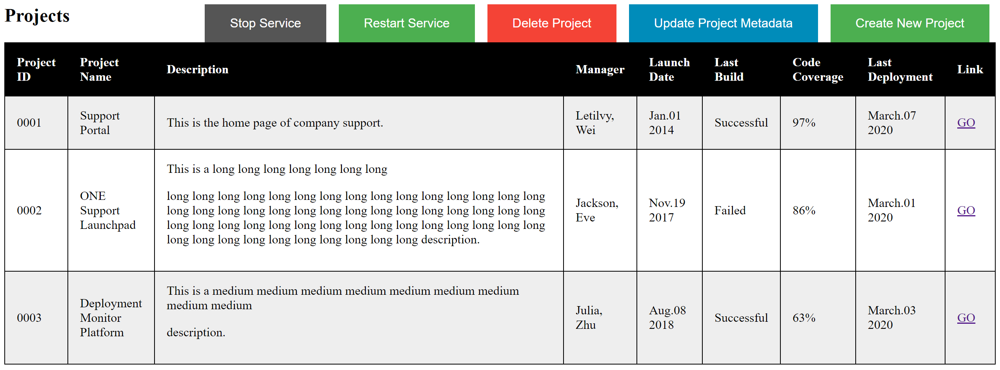 Projects
Stop Service
Restart Service
Delete Project
Update Project Metadata
Create New Project
Project ID
Project Name
Description
Manager
Launch Date
Last Build
Code Coverage
Last Deployment
Link
0001
Support
Portal
This is the home page of company support.
Letilvy,
Wei
Jan.01
2014
Successful
97%
March.07
2020
GO
0002
ONE
Support
Launchpad
This is a long long long long long long long
long long long long long long long long long long long long long long long
long long long long long long long long long long long long long long long
long long long long long long long long long long long long long long long
long long long long long long long long long long description.
Jackson,
Eve
Nov.19
2017
Failed
86%
March.01
2020
GO
0003
Deployment
Monitor
Platform
This is a medium medium medium medium medium medium medium
medium medium
description.
Julia,
Zhu
Aug.08
2018
Successful
63%
March.03
2020
GO